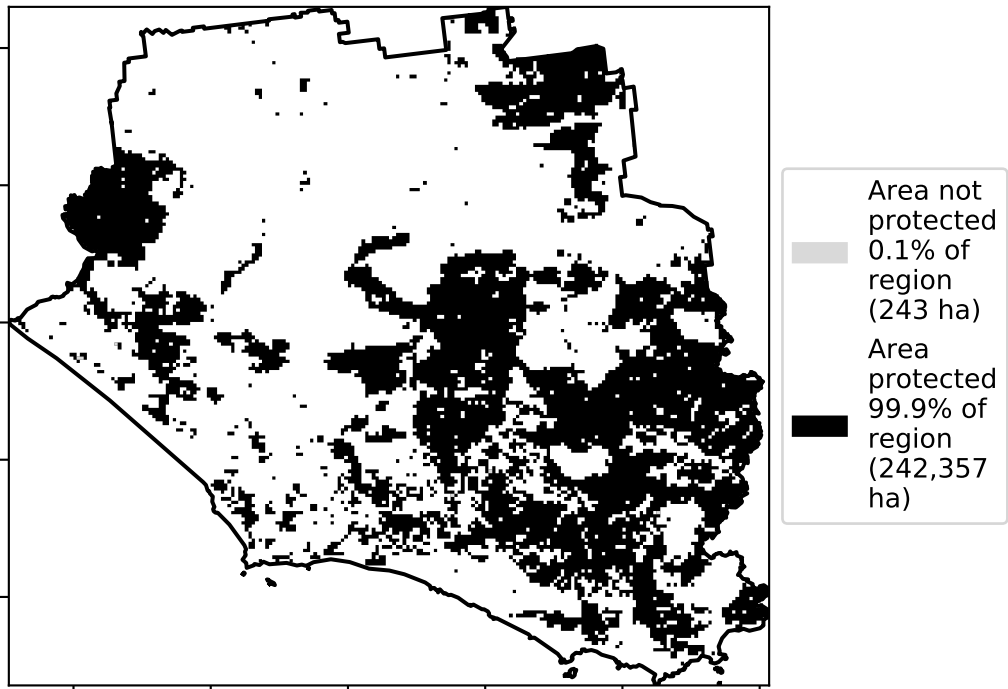 Area not
protected
0.1% of
region
(243 ha)
Area
protected
99.9% of
region
(242,357
ha)